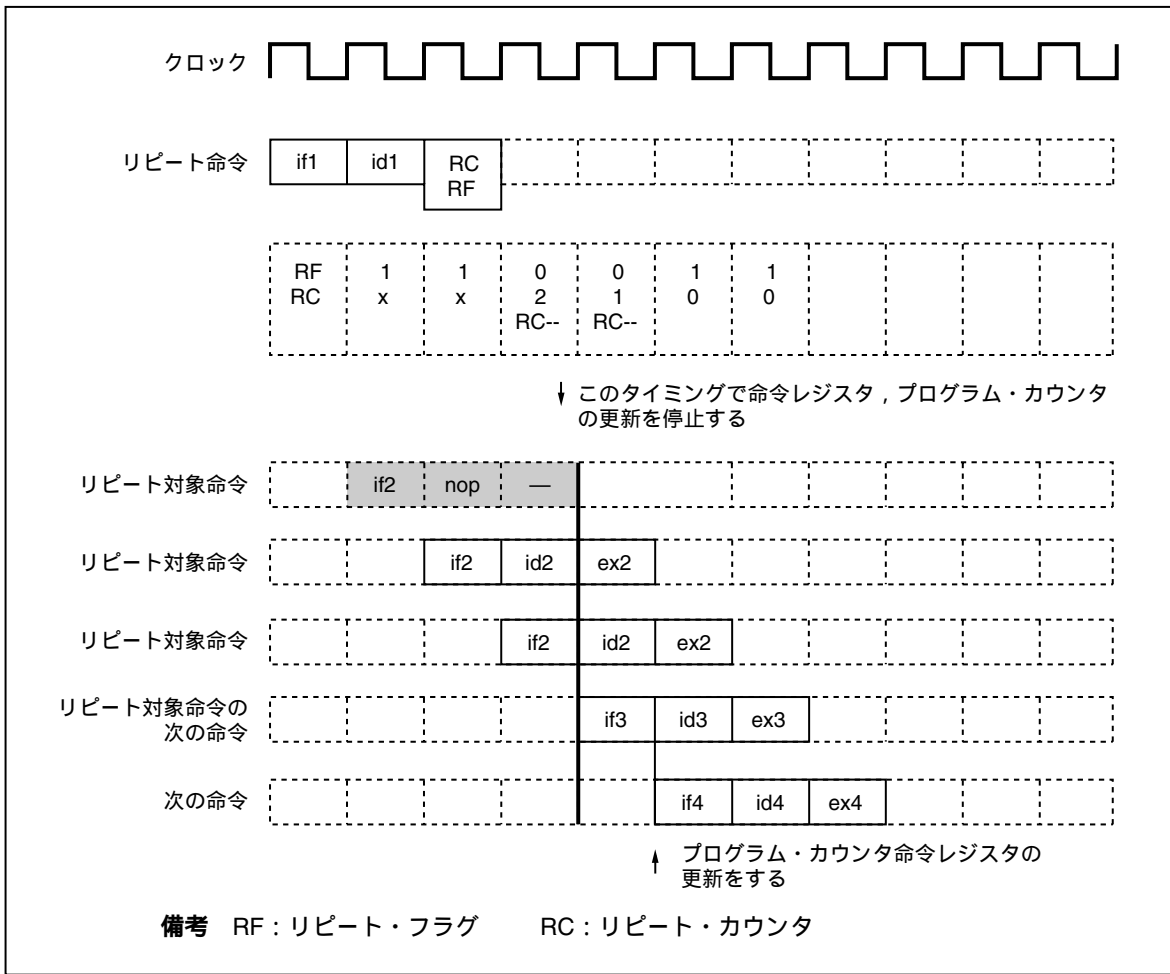 クロック
リピート命令 if1 id1 RC
RF
RF 1 1 0 0 1 1
RC x x 2 1 0 0
RC-- RC--
↓ このタイミングで命令レジスタ，プログラム・カウンタ
の更新を停止する
リピート対象命令 if2 nop —
リピート対象命令 if2 id2 ex2
リピート対象命令 if2 id2 ex2
リピート対象命令の
次の命令 if3 id3 ex3
次の命令 if4 id4 ex4
↑ プログラム・カウンタ命令レジスタの
更新をする
備考 RF：リピート・フラグ RC：リピート・カウンタ